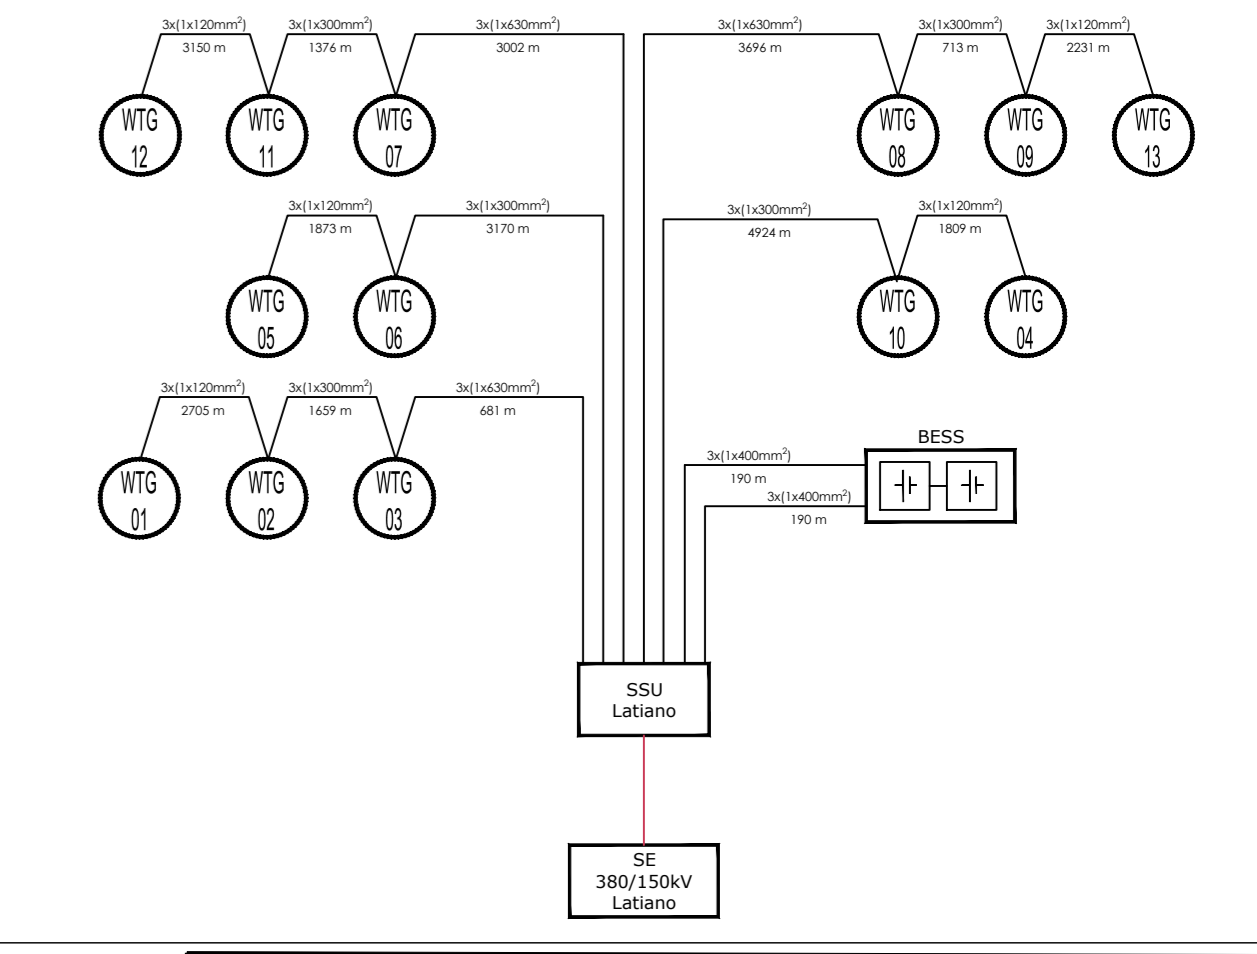 3x(1x120mm²) 3x(1x300mm²) 3x(1x630mm²) 3x(1x630mm²) 3x(1x300mm²) 3x(1x120mm²)
3150 m 1376 m 3002 m 3696 m 713 m 2231 m
WTG WTG WTG WTG WTG WTG
12 11 07 08 09 13
3x(1x120mm²) 3x(1x300mm²) 3x(1x300mm²) 3x(1x120mm²)
1873 m 3170 m 4924 m 1809 m
WTG WTG WTG WTG
05 06 10 04
3x(1x120mm²) 3x(1x300mm²) 3x(1x630mm²)
2705 m 1659 m 681 m
BESS
3x(1x400mm²)
190 m
3x(1x400mm²)
190 m
WTG WTG WTG
01 02 03
SSU
Latiano
SE
380/150kV
Latiano